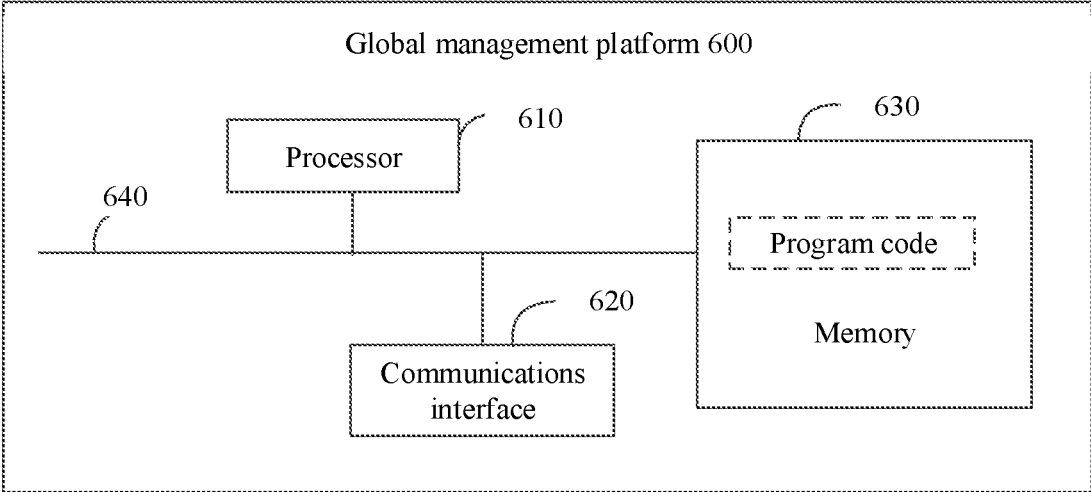 Global management platform 600
610
630
Processor
640
Program code
620
Memory
Communications
interface